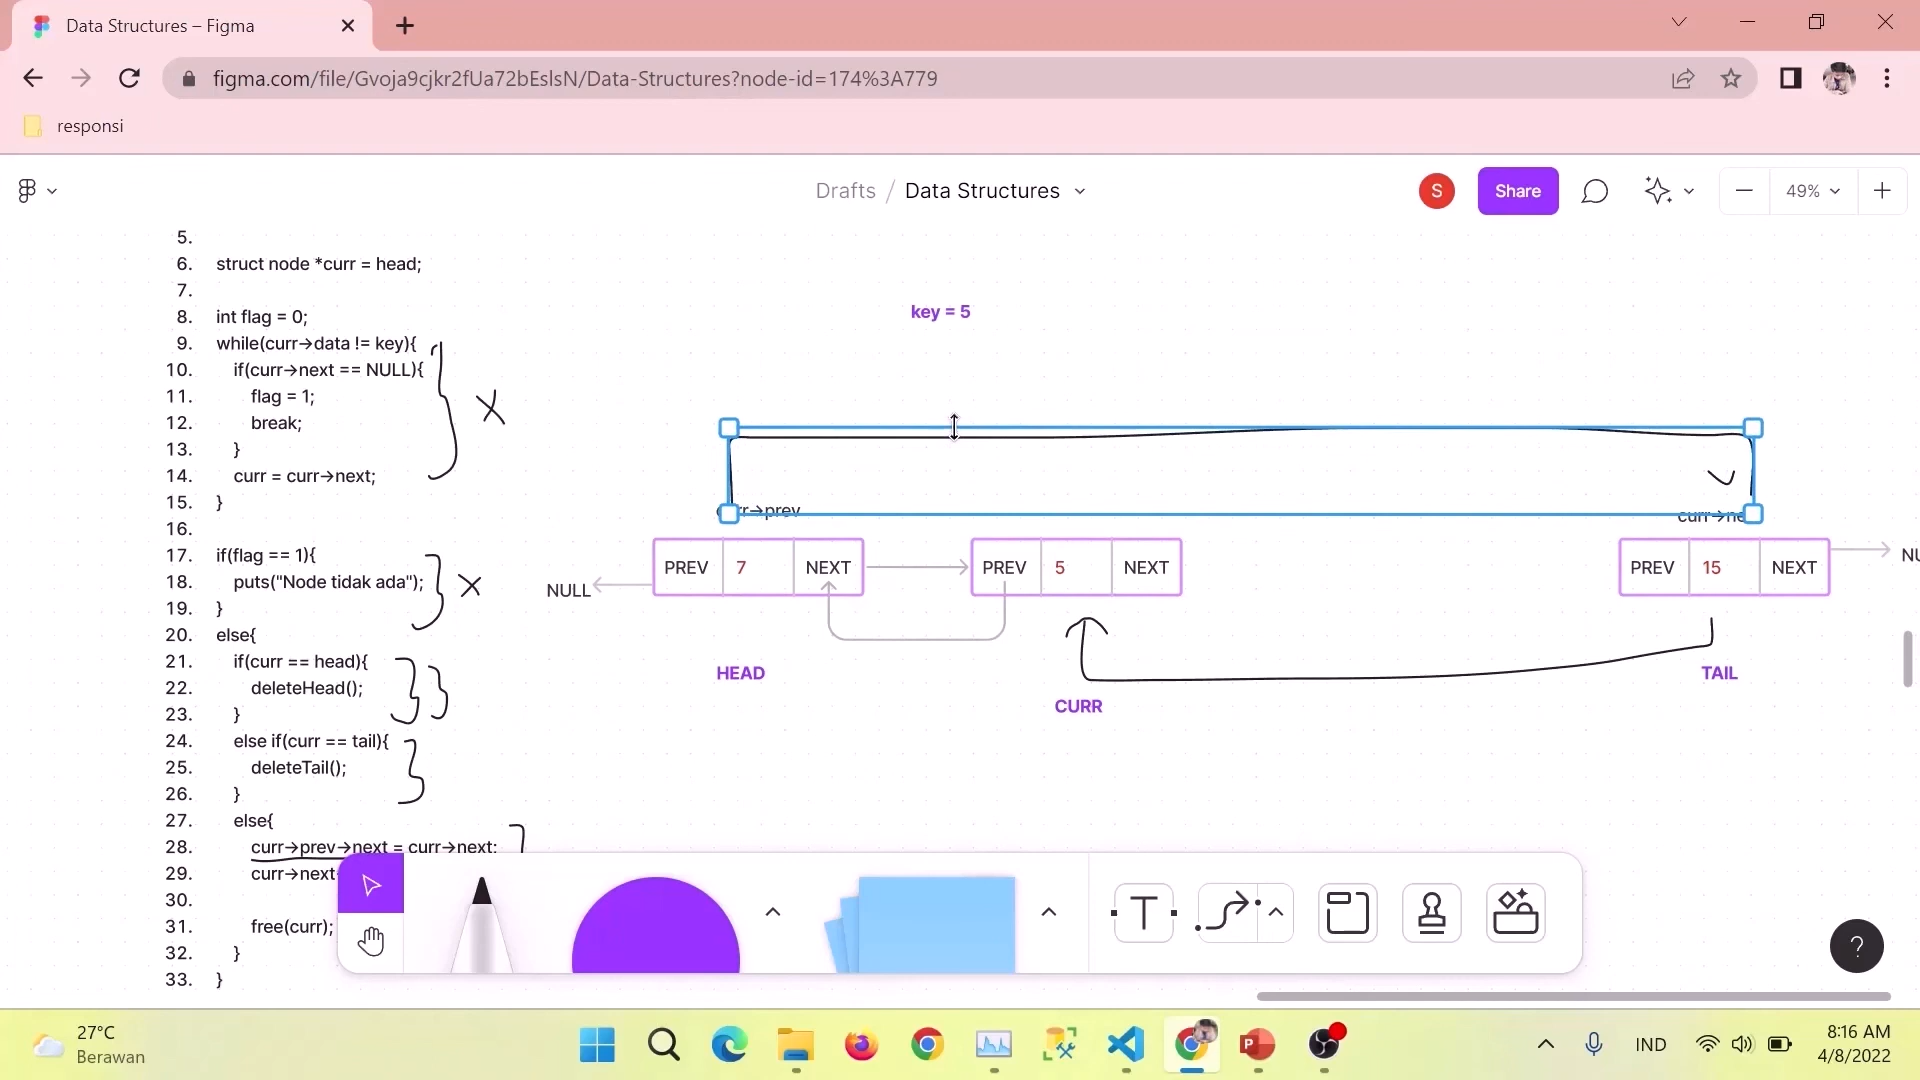 Data Structures – Figma
figma.com/file/Gvoja9cjkr2fUa72bEslsN/Data-Structures?node-id=174%3A779
responsi
Drafts / Data Structures
S
Share
49%
5.
6. struct node *curr = head;
7.
8. int flag = 0;
9. while(curr→data != key){
10. if(curr→next == NULL){
11. flag = 1;
12. break;
13. }
14. curr = curr→next;
15. }
16.
17. if(flag == 1){
18. puts("Node tidak ada");
19. }
20. else{
21. if(curr == head){
22. deleteHead();
23. }
24. else if(curr == tail){
25. deleteTail();
26. }
27. else{
28. curr→prev→next = curr→next;
29. curr→next
30.
31. free(curr);
32. }
33. }
X
X
key = 5
curr→prev
curr→ne
NULL
PREV 7 NEXT
PREV 5 NEXT
PREV 15 NEXT
NU
HEAD
CURR
TAIL
T
?
27°C
Berawan
IND
8:16 AM
4/8/2022